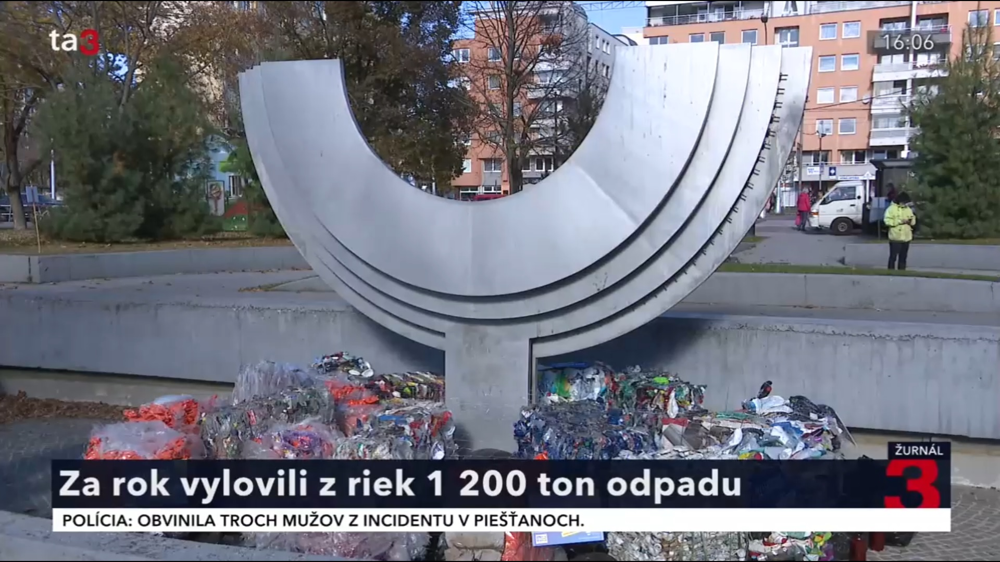 ta3
16:06
ŽURNÁL
3
Za rok vylovili z riek 1 200 ton odpadu
POLÍCIA: OBVINILA TROCH MUŽOV Z INCIDENTU V PIEŠŤANOCH.